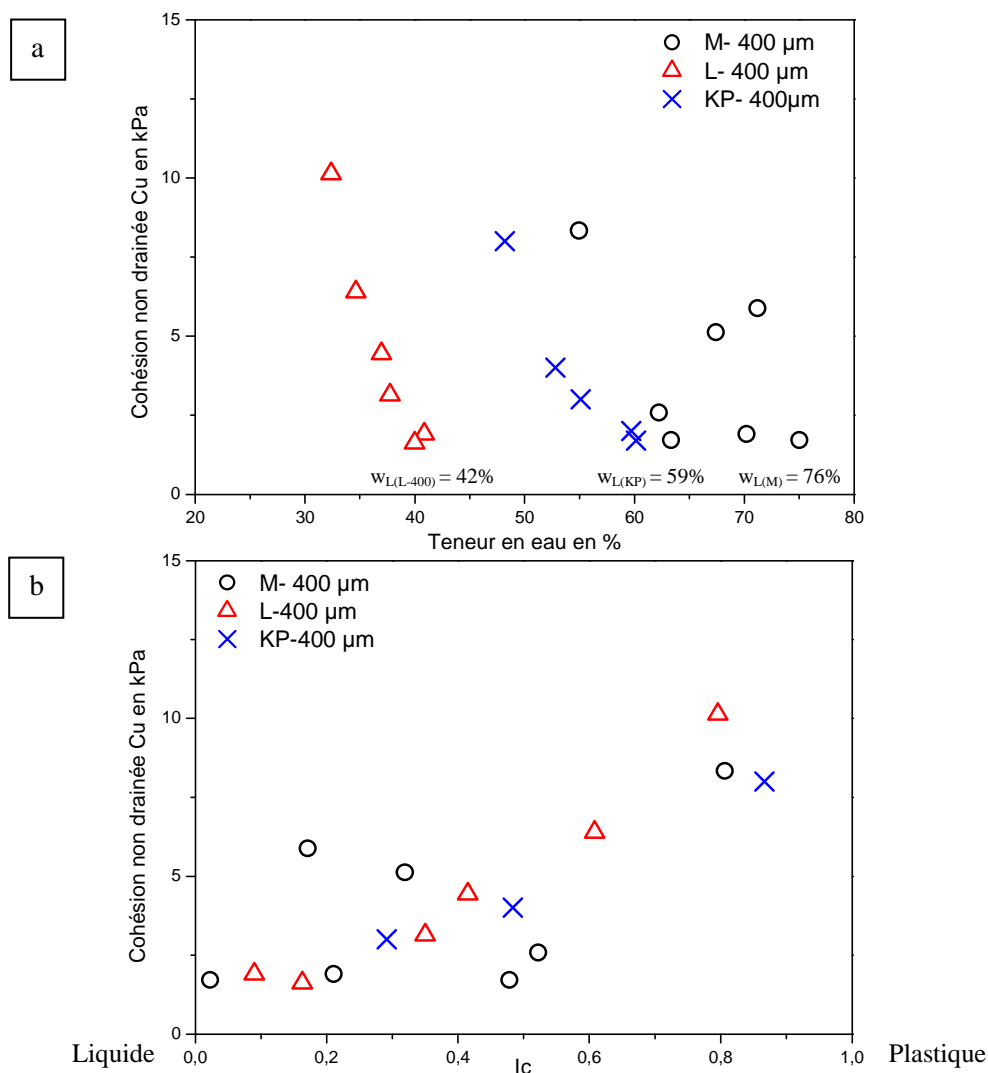 a
Cohésion non drainée Cu en kPa
15
10
5
0
M- 400 µm
L- 400 µm
KP- 400µm
wL(L-400) = 42%
wL(KP) = 59%
wL(M) = 76%
20 30 40 50 60 70 80
Teneur en eau en %
b
Cohésion non drainée Cu en kPa
15
10
5
0
M- 400 µm
L-400 µm
KP-400 µm
0,0 0,2 0,4 0,6 0,8 1,0
Liquide
Ic
Plastique